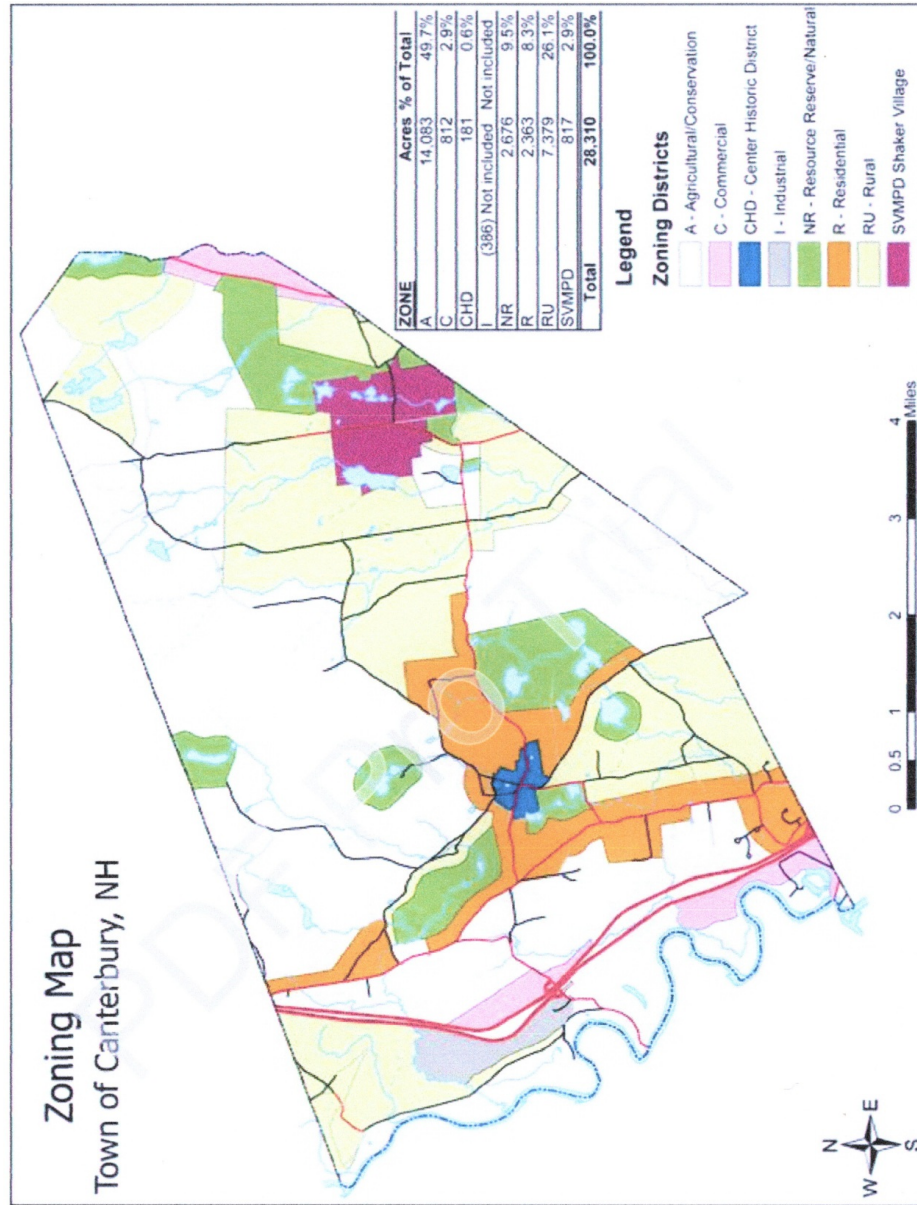 Zoning Map
Town of Canterbury, NH
ZONE Acres % of Total
A 14,083 49.7%
C 812 2.9%
CHD 181 0.6%
I (386) Not included Not included
NR 2,676 9.5%
R 2,363 8.3%
RU 7,379 26.1%
SVMPD 817 2.9%
Total 28,310 100.0%
Legend
Zoning Districts
A - Agricultural/Conservation
C - Commercial
CHD - Center Historic District
I - Industrial
NR - Resource Reserve/Natural
R - Residential
RU - Rural
SVMPD Shaker Village
N
W E
S
0 0.5 1 2 3 4 Miles
PDF Pro Trial